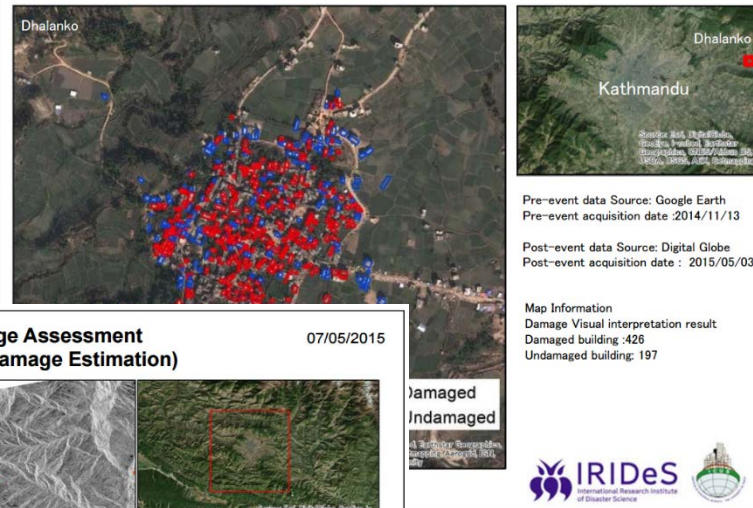 Dhalanko
Dhalanko
Kathmandu
Source: Esri, DigitalGlobe,
Pre-event data Source: Google Earth
Pre-event acquisition date :2014/11/13
Post-event data Source: Digital Globe
Post-event acquisition date : 2015/05/03
Map Information
Damage Visual interpretation result
Damaged building :426
Undamaged building: 197
ge Assessment
07/05/2015
amage Estimation)
Damaged
Undamaged
IRIDeS
International Research Institute
of Disaster Science